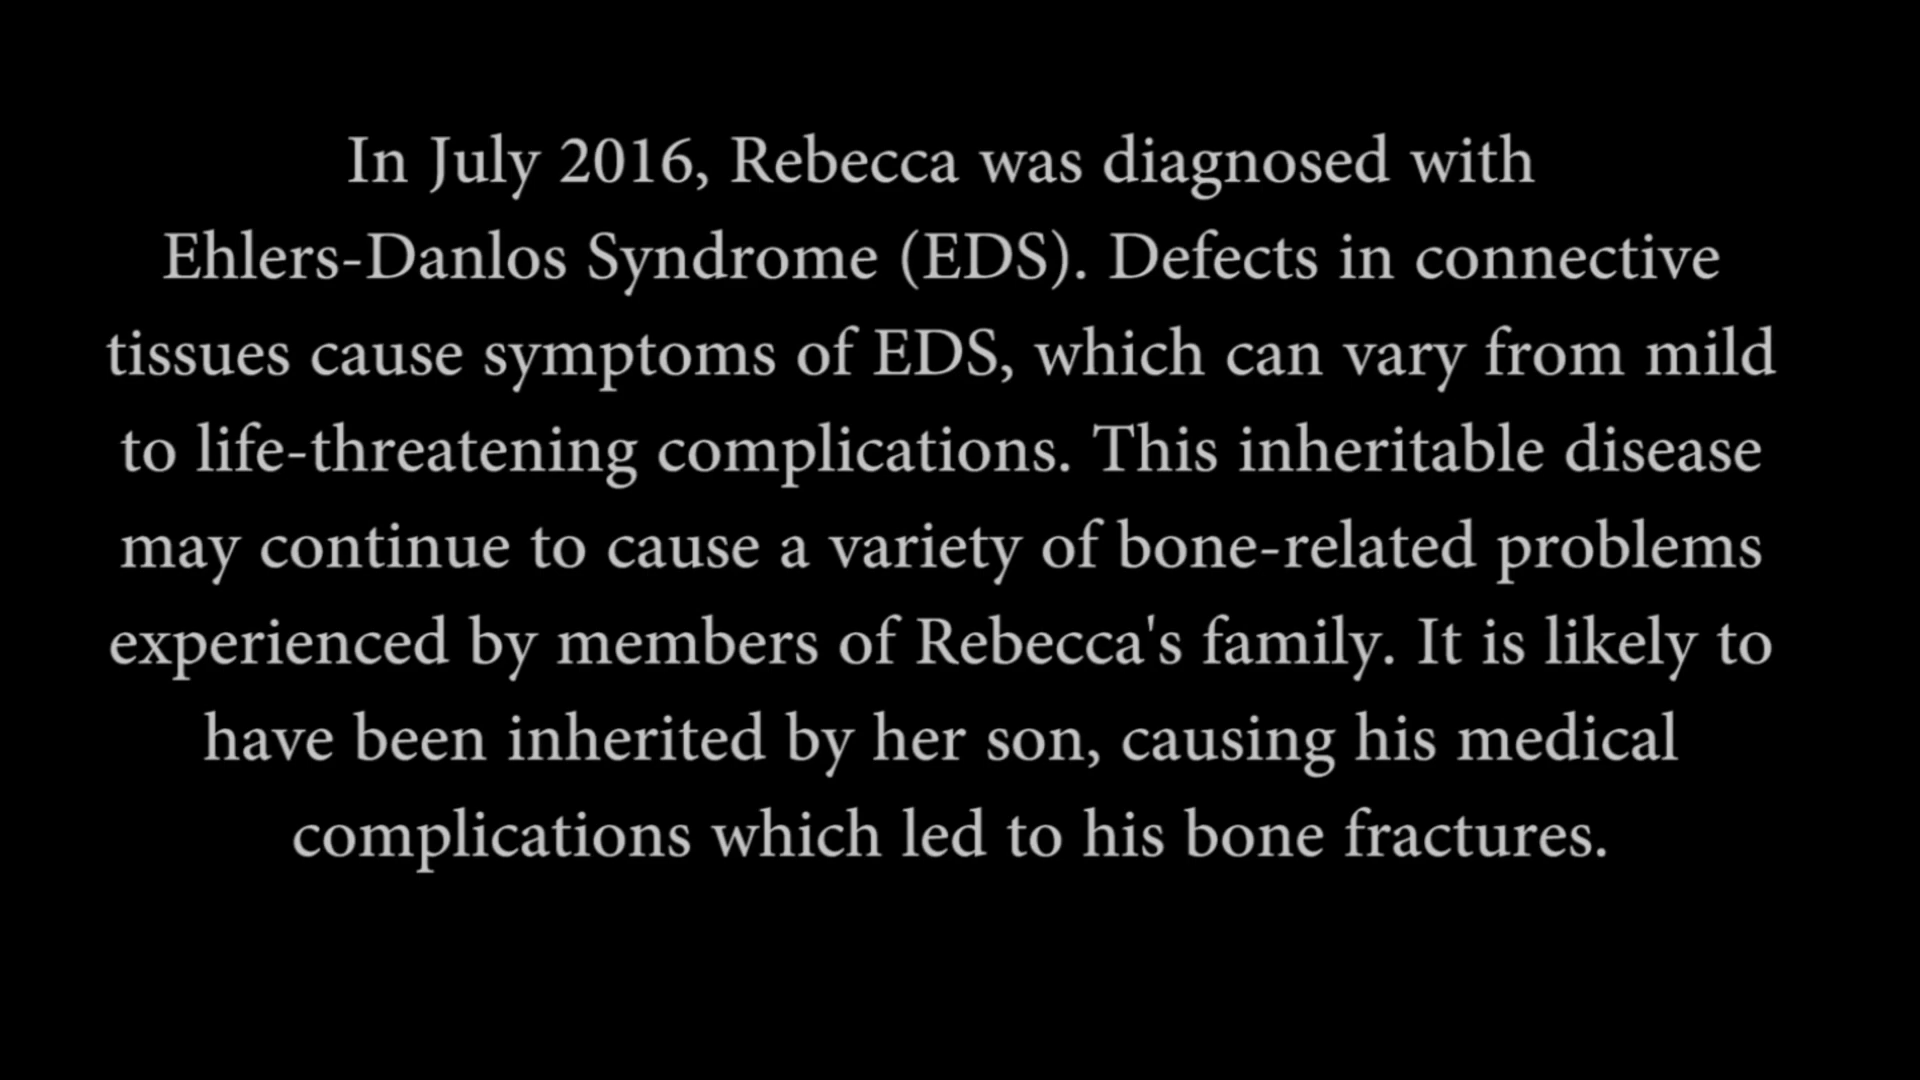 In July 2016, Rebecca was diagnosed with
Ehlers-Danlos Syndrome (EDS). Defects in connective
tissues cause symptoms of EDS, which can vary from mild
to life-threatening complications. This inheritable disease
may continue to cause a variety of bone-related problems
experienced by members of Rebecca's family. It is likely to
have been inherited by her son, causing his medical
complications which led to his bone fractures.